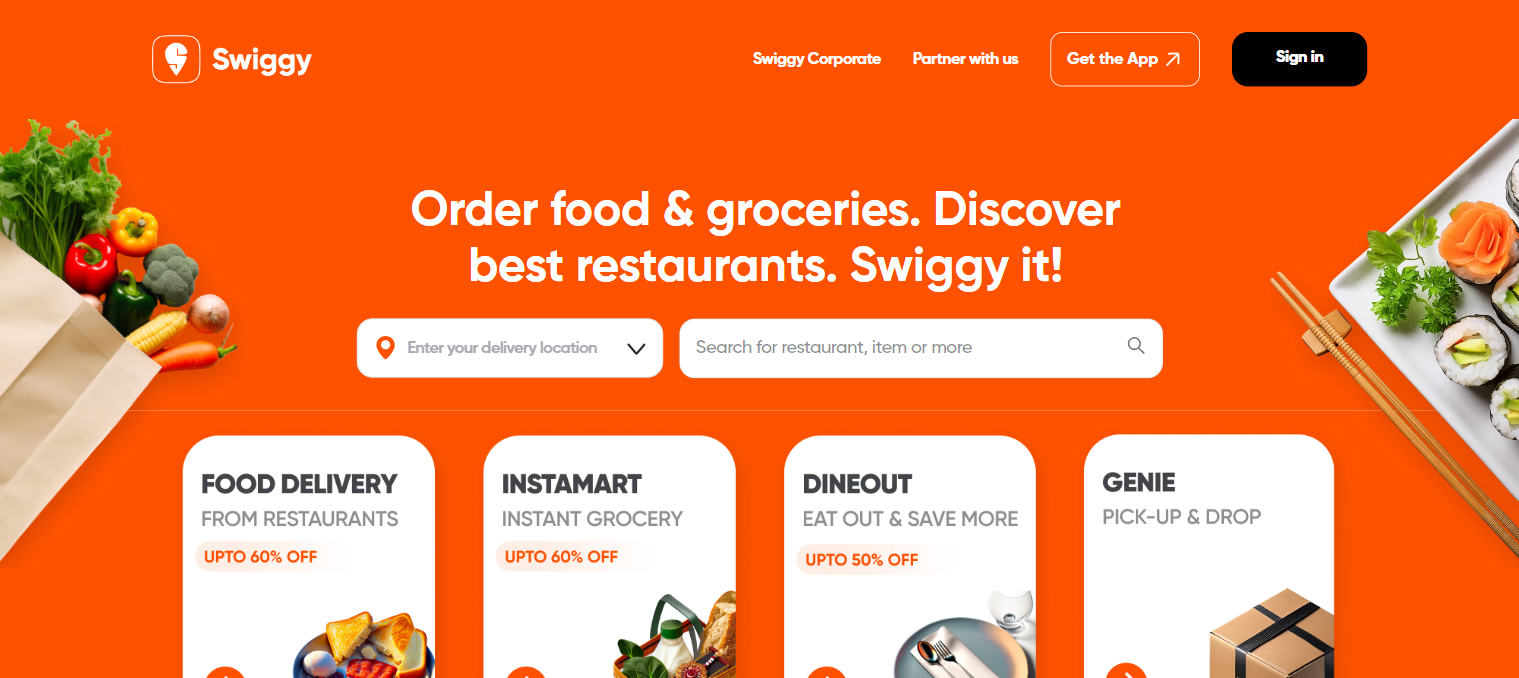 Swiggy
Swiggy Corporate
Partner with us
Get the App
Sign in
Order food & groceries. Discover
best restaurants. Swiggy it!
Enter your delivery location
Search for restaurant, item or more
FOOD DELIVERY
FROM RESTAURANTS
UPTO 60% OFF
INSTAMART
INSTANT GROCERY
UPTO 60% OFF
DINEOUT
EAT OUT & SAVE MORE
UPTO 50% OFF
GENIE
PICK-UP & DROP